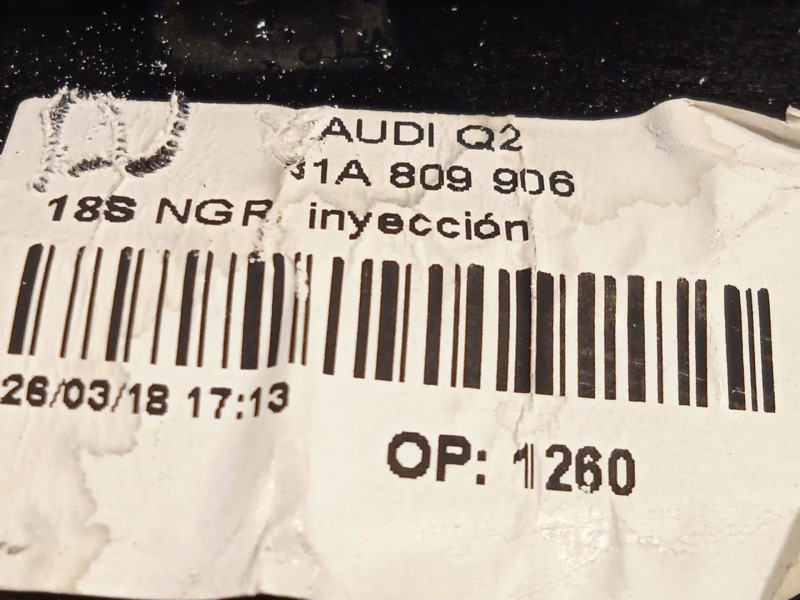 AUDI Q2
1A 809 906
18S NGR inyección
26/03/18 17:13
OP: 1260